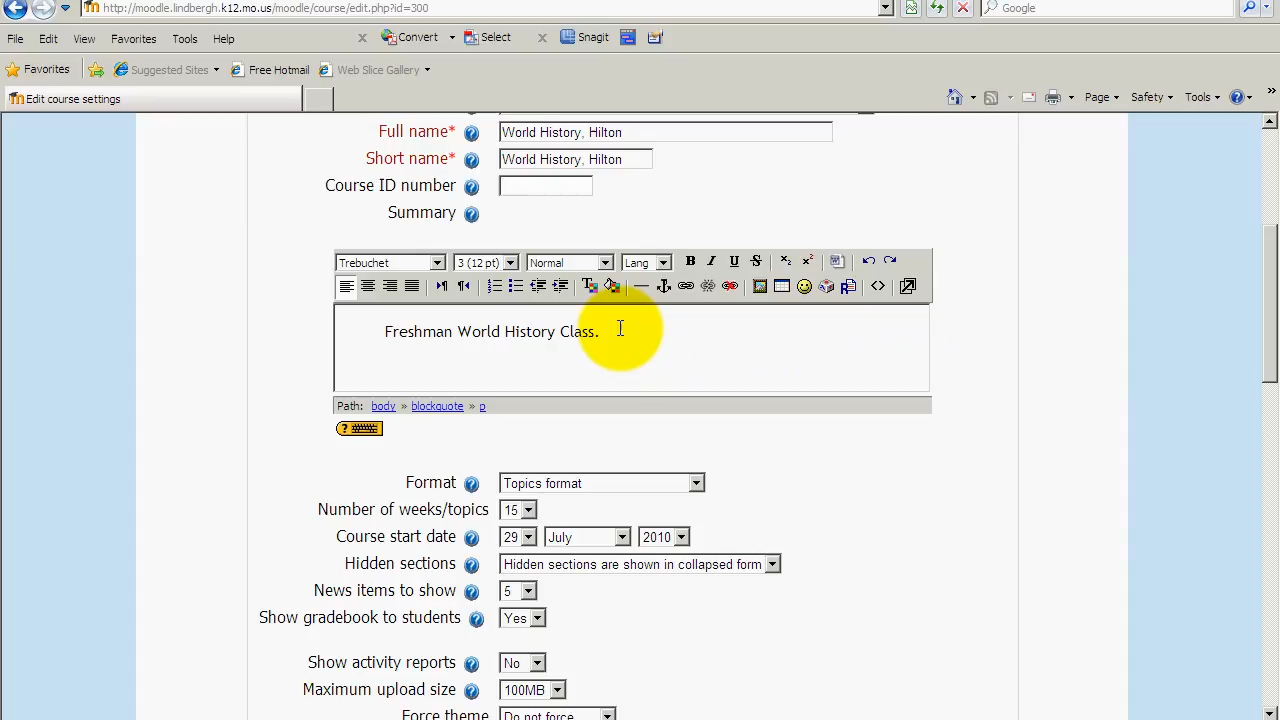 http://moodle.lindbergh.k12.mo.us/moodle/course/edit.php?id=300
Google
File Edit View Favorites Tools Help
Convert Select Snagit
Favorites Suggested Sites Free Hotmail Web Slice Gallery
Edit course settings
Page Safety Tools
Full name* World History, Hilton
Short name* World History, Hilton
Course ID number
Summary
Trebuchet 3 (12 pt) Normal Lang B I U S
Freshman World History Class.
Path: body » blockquote » p
Format Topics format
Number of weeks/topics 15
Course start date 29 July 2010
Hidden sections Hidden sections are shown in collapsed form
News items to show 5
Show gradebook to students Yes
Show activity reports No
Maximum upload size 100MB
Force theme Do not force